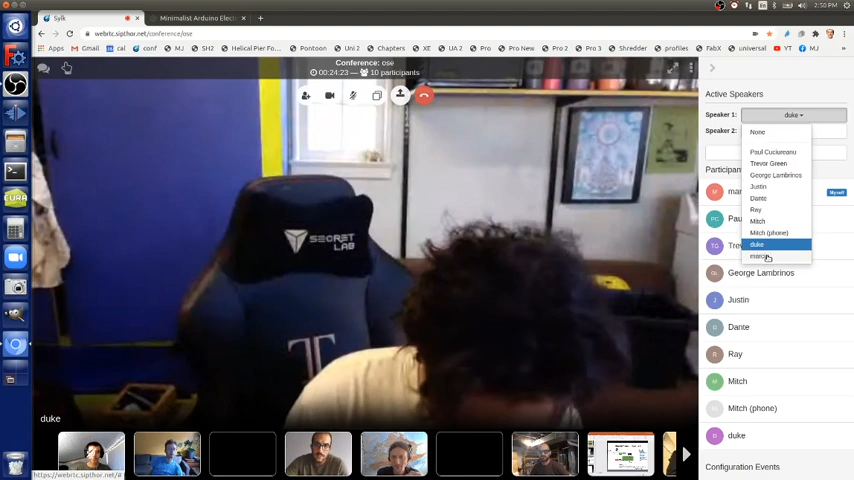 2:50 PM
Sylk
Minimalist Arduino Elect
webrtc.sipthor.net/conference/ose
Apps
Gmail
cal
conf
MJ
SH2
Helical Pier Fo...
Pontoon
Uni 2
Chapters
XE
UA 2
Pro
Pro New
Pro 2
Pro 3
Shredder
profiles
FabX
universal
YT
MJ
Conference: ose
00:24:23 — 10 participants
SECRET
LAB
duke
Active Speakers
Speaker 1:
duke
Speaker 2:
None
Paul Cuciureanu
Trevor Green
George Lambrinos
Justin
Dante
Ray
Mitch
Mitch (phone)
duke
Myself
PC
TG
GL George Lambrinos
J Justin
D Dante
R Ray
M Mitch
M Mitch (phone)
D duke
Configuration Events
CURA
https://webrtc.sipthor.net/#